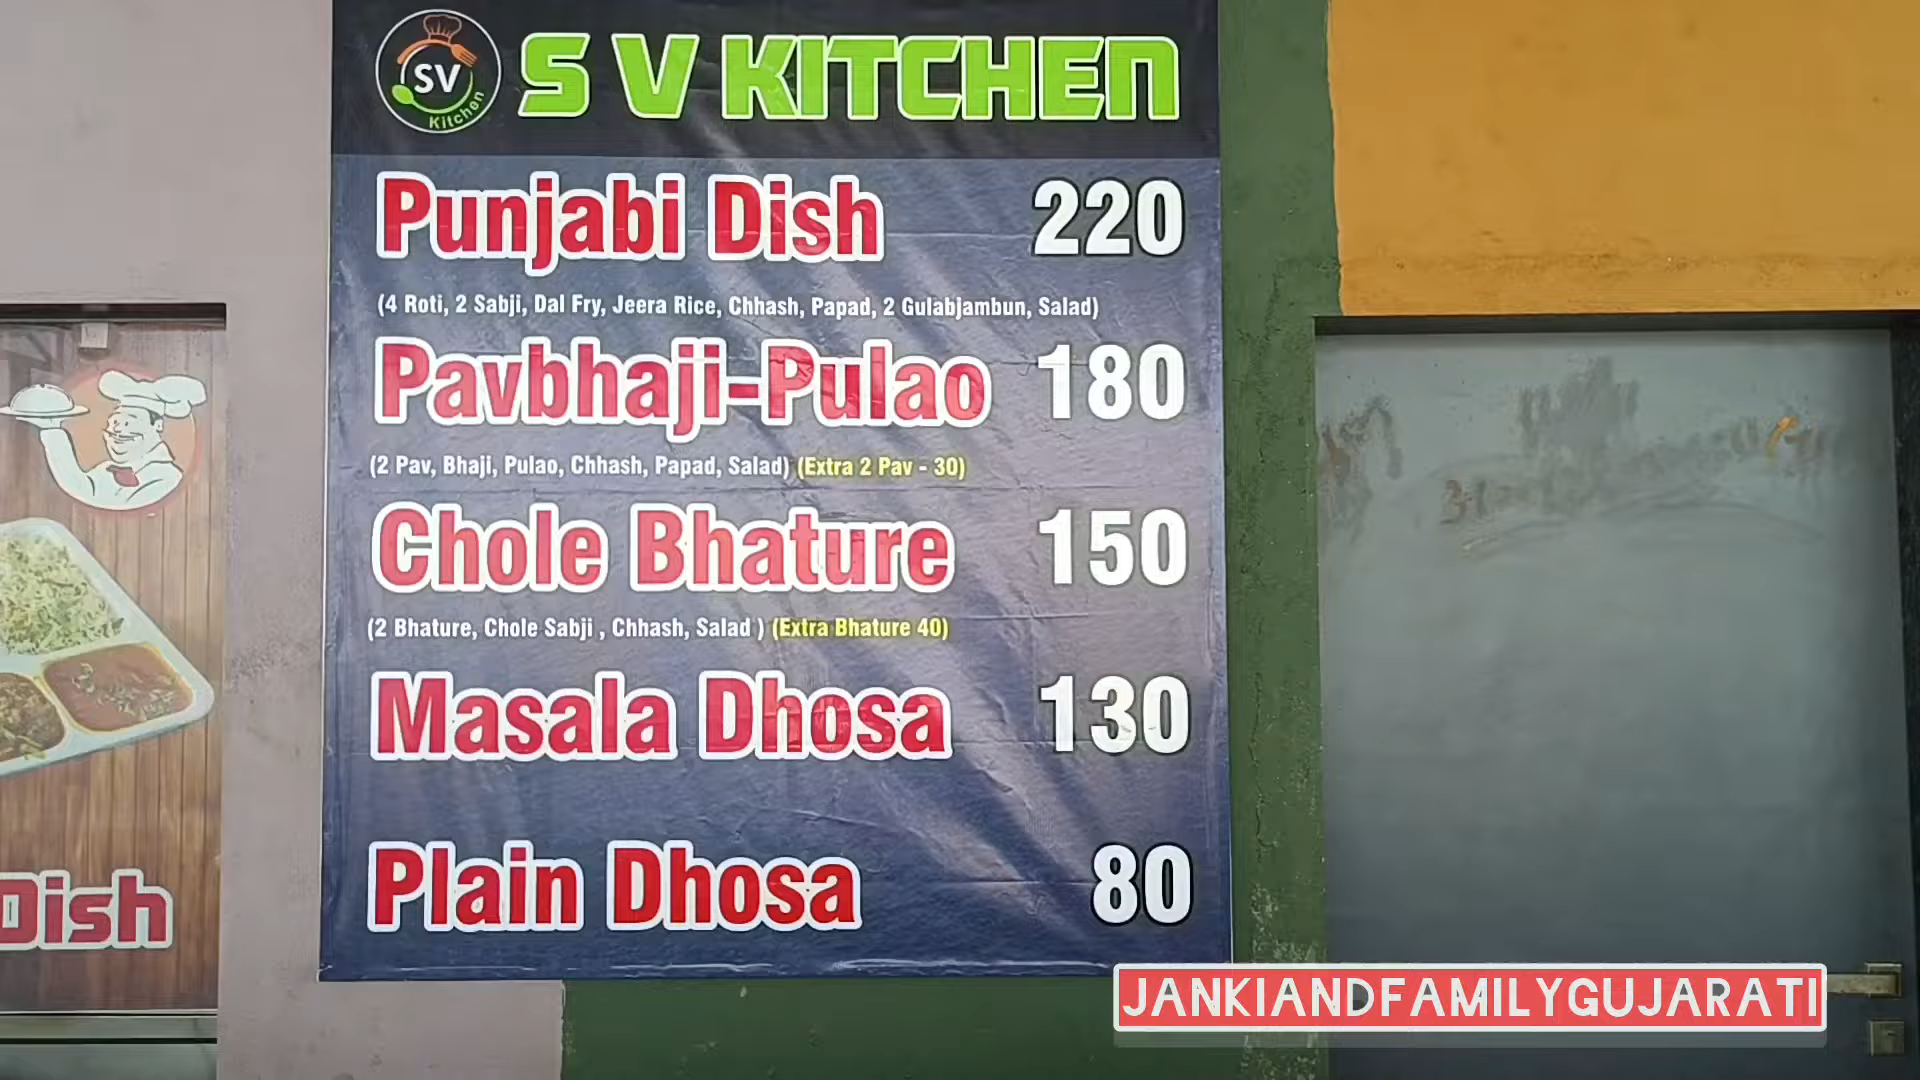 SV
Kitchen
S V KITCHEN
Punjabi Dish 220
(4 Roti, 2 Sabji, Dal Fry, Jeera Rice, Chhash, Papad, 2 Gulabjambun, Salad)
Pavbhaji-Pulao 180
(2 Pav, Bhaji, Pulao, Chhash, Papad, Salad) (Extra 2 Pav - 30)
Chole Bhature 150
(2 Bhature, Chole Sabji , Chhash, Salad ) (Extra Bhature 40)
Masala Dhosa 130
Plain Dhosa 80
Dish
JANKIANDFAMILYGUJARATI